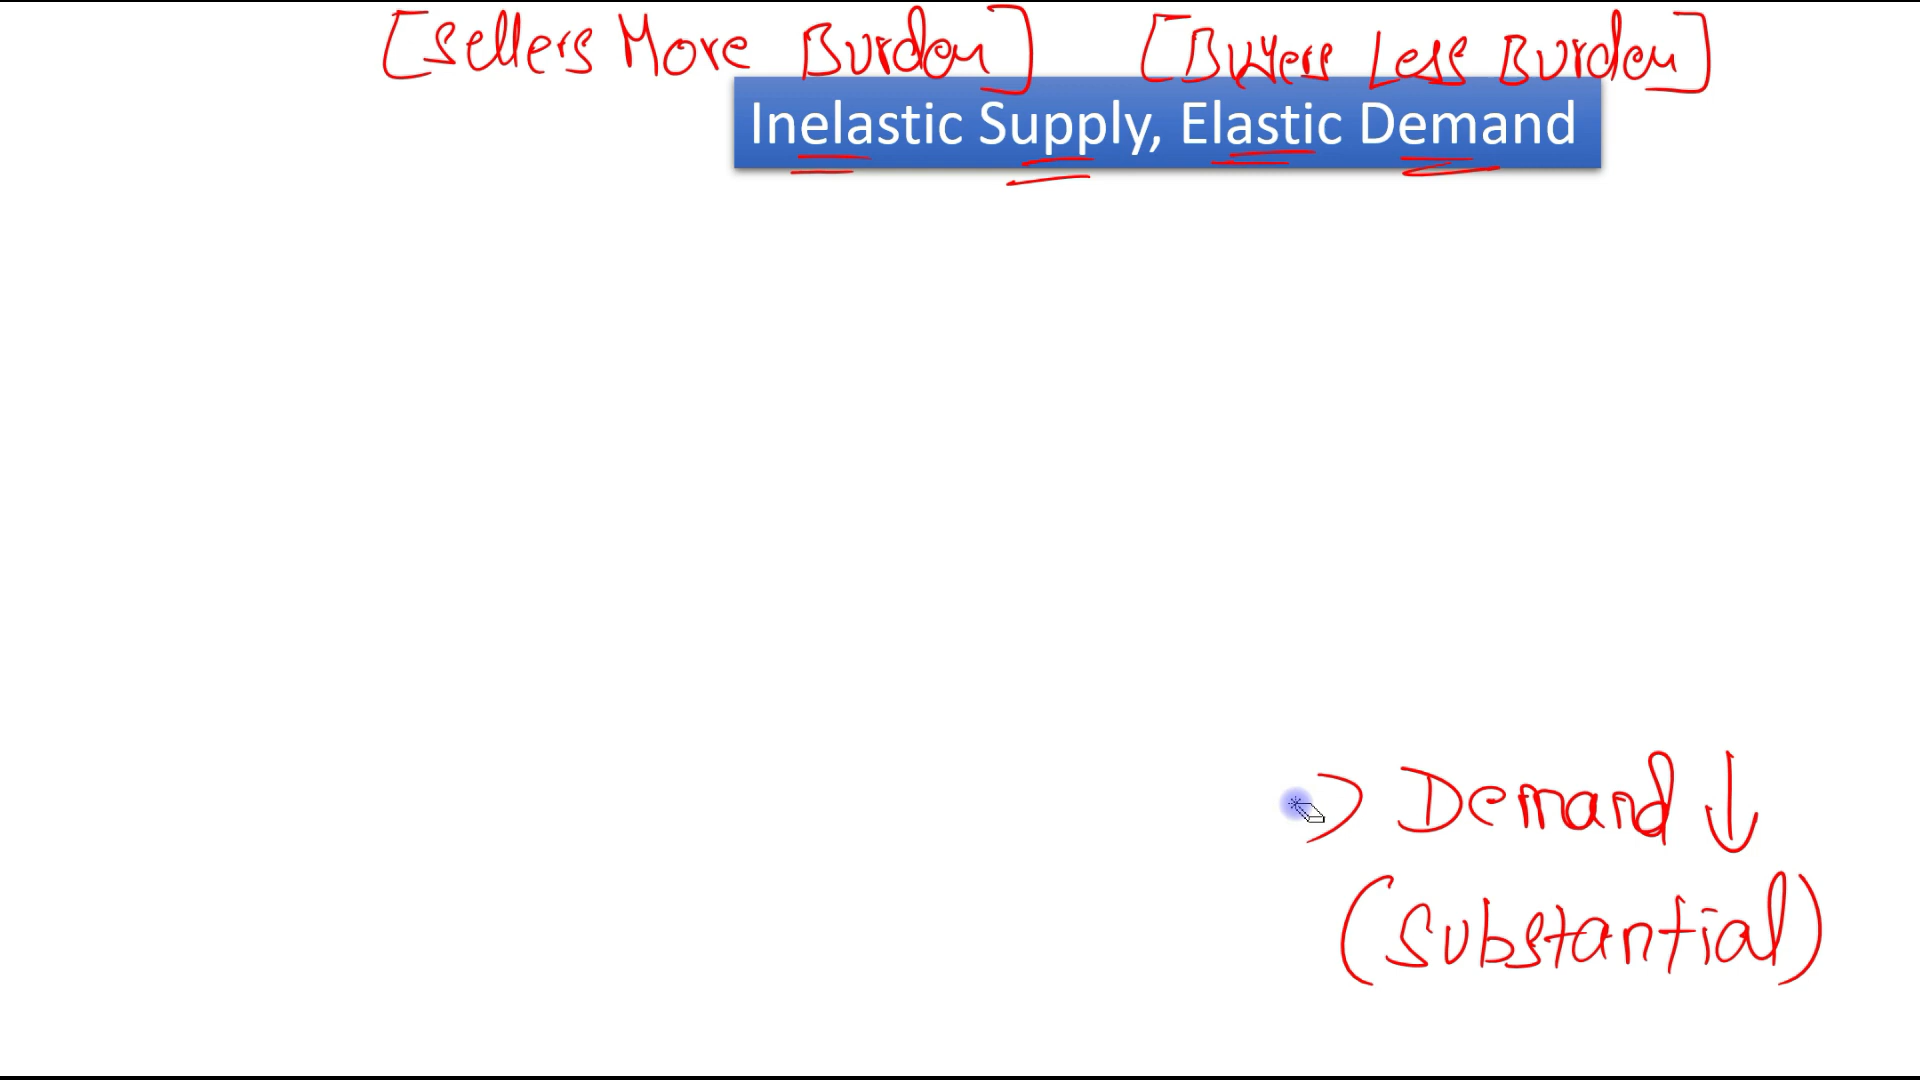 [Sellers More Burden] [Buyers Less Burden]
Inelastic Supply, Elastic Demand
Demand ↓
(Substantial)